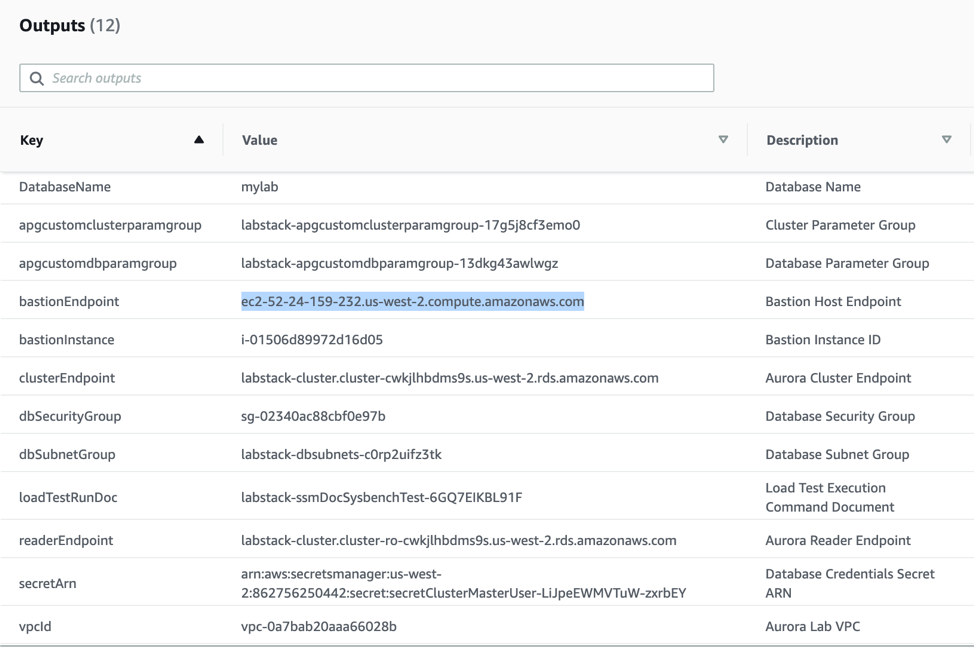 Outputs (12)
Search outputs
Key Value Description
DatabaseName mylab Database Name
apgcustomclusterparamgroup labstack-apgcustomclusterparamgroup-17g5j8cf3emo0 Cluster Parameter Group
apgcustomdbparamgroup labstack-apgcustomdbparamgroup-13dkg43awlwgz Database Parameter Group
bastionEndpoint ec2-52-24-159-232.us-west-2.compute.amazonaws.com Bastion Host Endpoint
bastionInstance i-01506d89972d16d05 Bastion Instance ID
clusterEndpoint labstack-cluster.cluster-cwkjlhbdms9s.us-west-2.rds.amazonaws.com Aurora Cluster Endpoint
dbSecurityGroup sg-02340ac88cbf0e97b Database Security Group
dbSubnetGroup labstack-dbsubnets-c0rp2uifz3tk Database Subnet Group
loadTestRunDoc labstack-ssmDocSysbenchTest-6GQ7EIKBL91F Load Test Execution
Command Document
readerEndpoint labstack-cluster.cluster-ro-cwkjlhbdms9s.us-west-2.rds.amazonaws.com Aurora Reader Endpoint
secretArn arn:aws:secretsmanager:us-west- Database Credentials Secret
2:862756250442:secret:secretClusterMasterUser-LiJpeEWMVTuW-zxrbEY ARN
vpcId vpc-0a7bab20aaa66028b Aurora Lab VPC